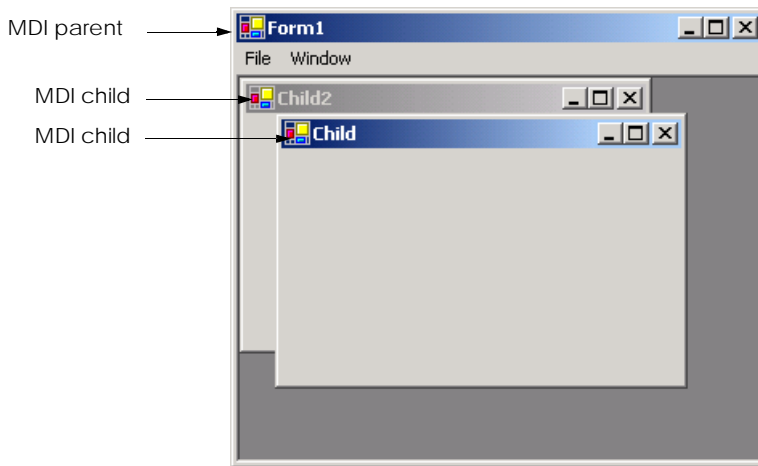 MDI parent
Form1
File Window
MDI child
Child2
MDI child
Child